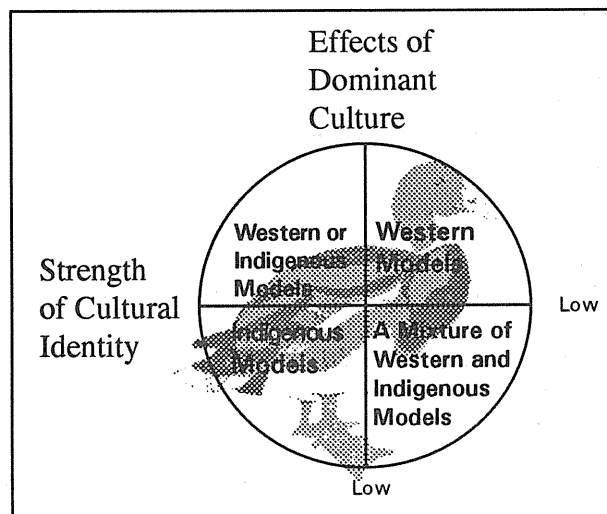 Effects of
Dominant
Culture
Strength
of Cultural
Identity
Western or
Indigenous
Models
Western
Models
Indigenous
Models
A Mixture of
Western and
Indigenous
Models
Low
Low